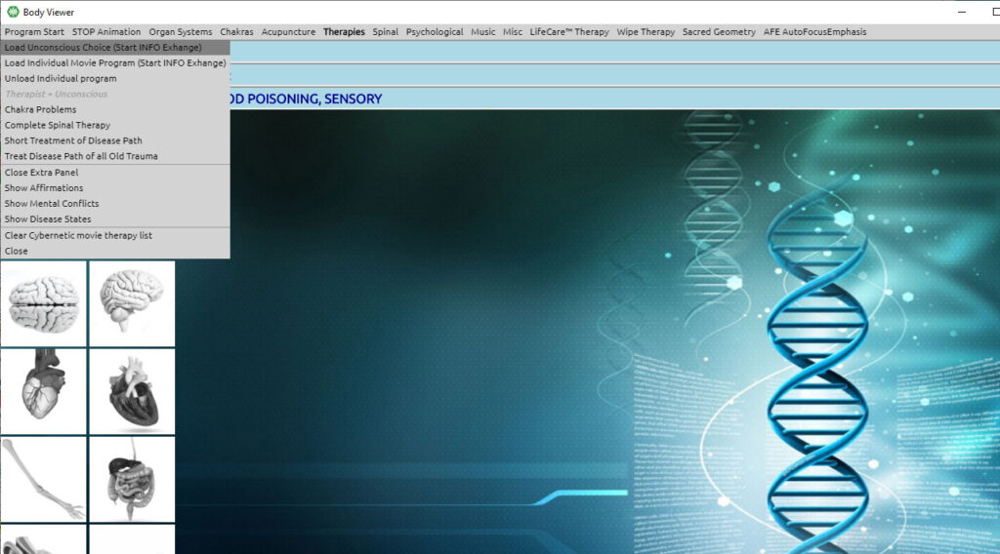 Body Viewer
Program Start STOP Animation Organ Systems Chakras Acupuncture Therapies Spinal Psychological Music Misc LifeCare™ Therapy Wipe Therapy Sacred Geometry AFE AutoFocusEmphasis
Load Unconscious Choice (Start INFO Exhange)
Load Individual Movie Program (Start INFO Exhange)
Unload Individual program
Therapist + Unconscious
OD POISONING, SENSORY
Chakra Problems
Complete Spinal Therapy
Short Treatment of Disease Path
Treat Disease Path of all Old Trauma
Close Extra Panel
Show Affirmations
Show Mental Conflicts
Show Disease States
Clear Cybernetic movie therapy list
Close